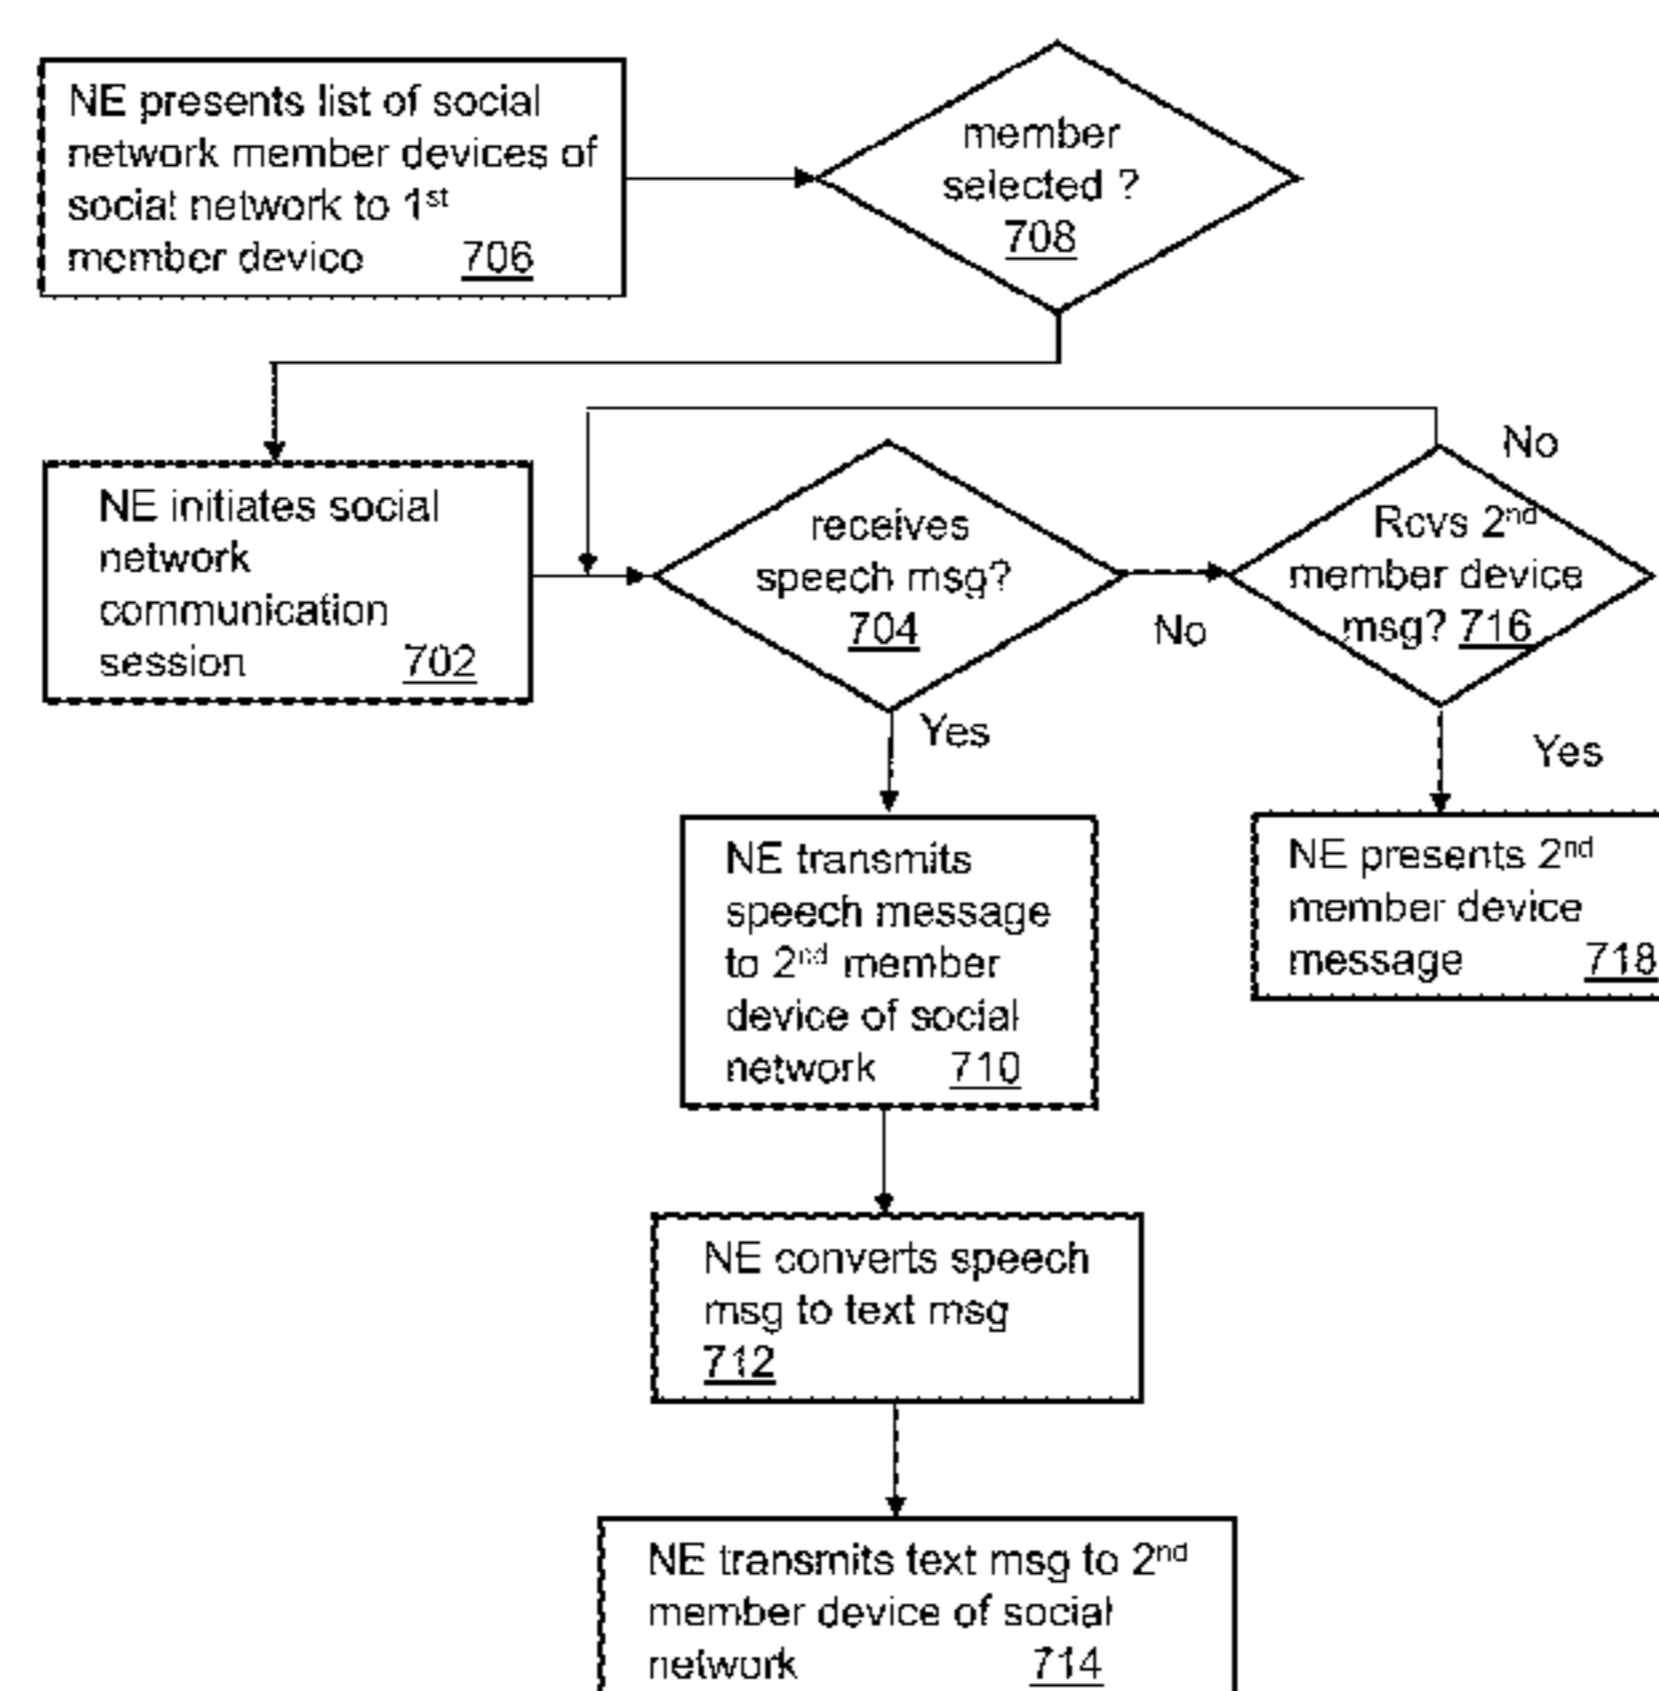 NE presents list of social
network member devices of
social network to 1st
member device 706
member
selected ?
708
NE initiates social
network
communication
session 702
receives
speech msg?
704
No
Rcvs 2nd
member device
msg? 716
No
Yes
Yes
NE transmits
speech message
to 2nd member
device of social
network 710
NE presents 2nd
member device
message 718
NE converts speech
msg to text msg
712
NE transmits text msg to 2nd
member device of social
network 714